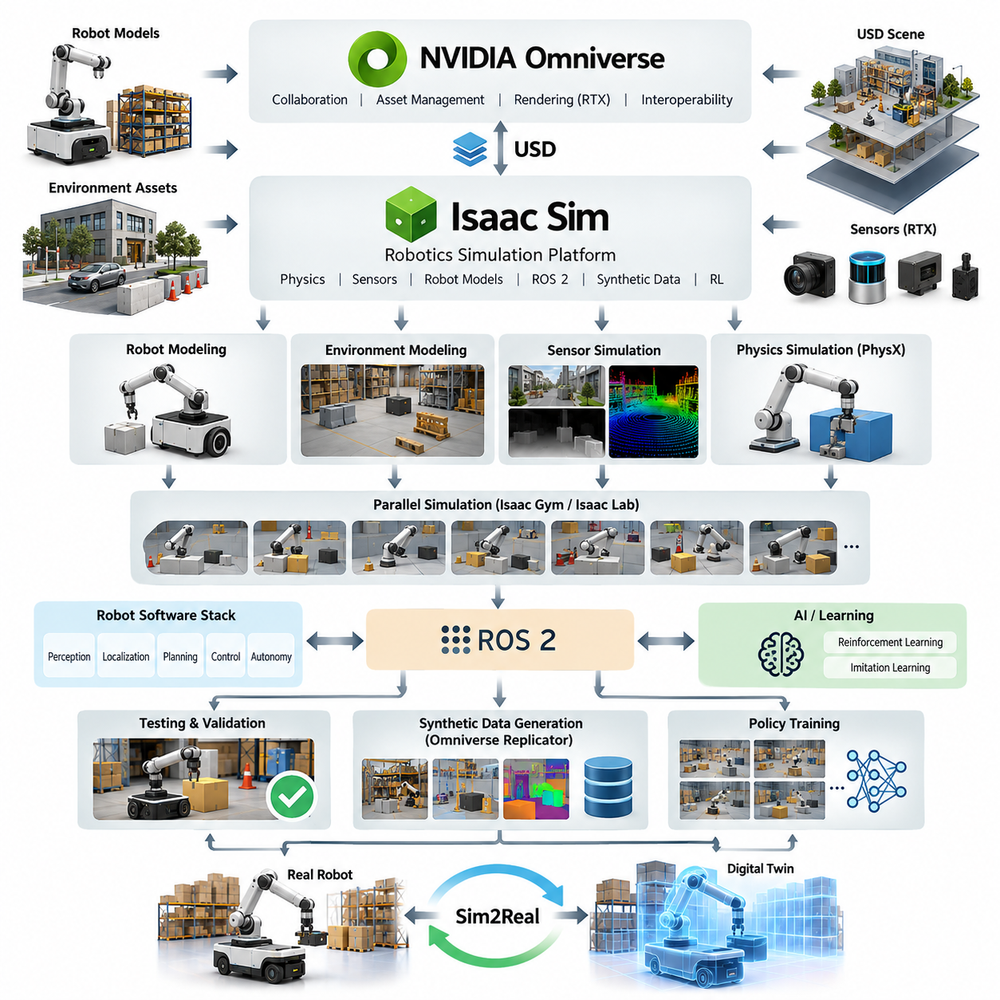 Robot Models
NVIDIA Omniverse
Collaboration | Asset Management | Rendering (RTX) | Interoperability
USD Scene
USD
Environment Assets
Isaac Sim
Robotics Simulation Platform
Physics | Sensors | Robot Models | ROS 2 | Synthetic Data | RL
Sensors (RTX)
Robot Modeling
Environment Modeling
Sensor Simulation
Physics Simulation (PhysX)
Parallel Simulation (Isaac Gym / Isaac Lab)
...
Robot Software Stack
Perception
Localization
Planning
Control
Autonomy
ROS 2
AI / Learning
Reinforcement Learning
Imitation Learning
Testing & Validation
Synthetic Data Generation
(Omniverse Replicator)
Policy Training
...
Real Robot
Sim2Real
Digital Twin